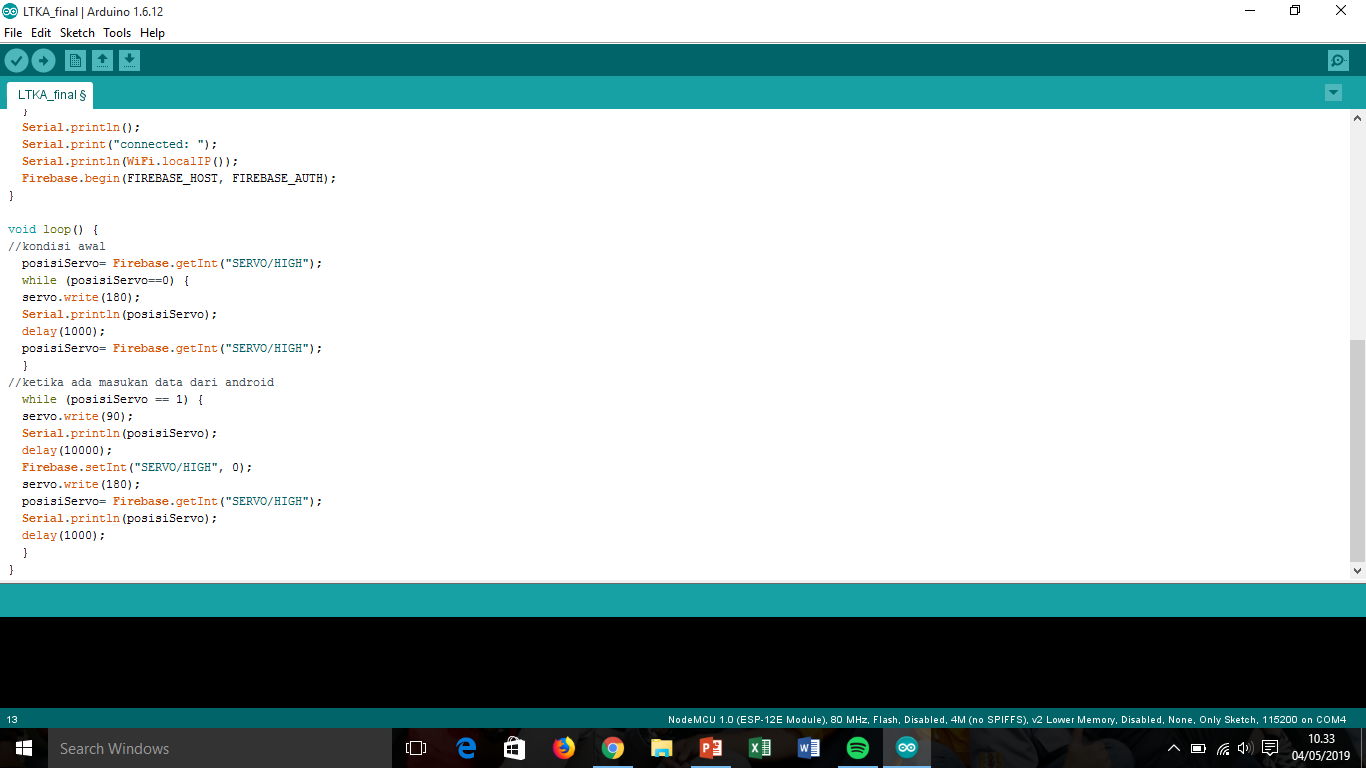 LTKA_final | Arduino 1.6.12
File Edit Sketch Tools Help
LTKA_final §
}
Serial.println();
Serial.print("connected: ");
Serial.println(WiFi.localIP());
Firebase.begin(FIREBASE_HOST, FIREBASE_AUTH);
}
void loop() {
//kondisi awal
posisiServo= Firebase.getInt("SERVO/HIGH");
while (posisiServo==0) {
servo.write(180);
Serial.println(posisiServo);
delay(1000);
posisiServo= Firebase.getInt("SERVO/HIGH");
}
//ketika ada masukan data dari android
while (posisiServo == 1) {
servo.write(90);
Serial.println(posisiServo);
delay(10000);
Firebase.setInt("SERVO/HIGH", 0);
servo.write(180);
posisiServo= Firebase.getInt("SERVO/HIGH");
Serial.println(posisiServo);
delay(1000);
}
}
13
NodeMCU 1.0 (ESP-12E Module), 80 MHz, Flash, Disabled, 4M (no SPIFFS), v2 Lower Memory, Disabled, None, Only Sketch, 115200 on COM4
Search Windows
10.33
04/05/2019